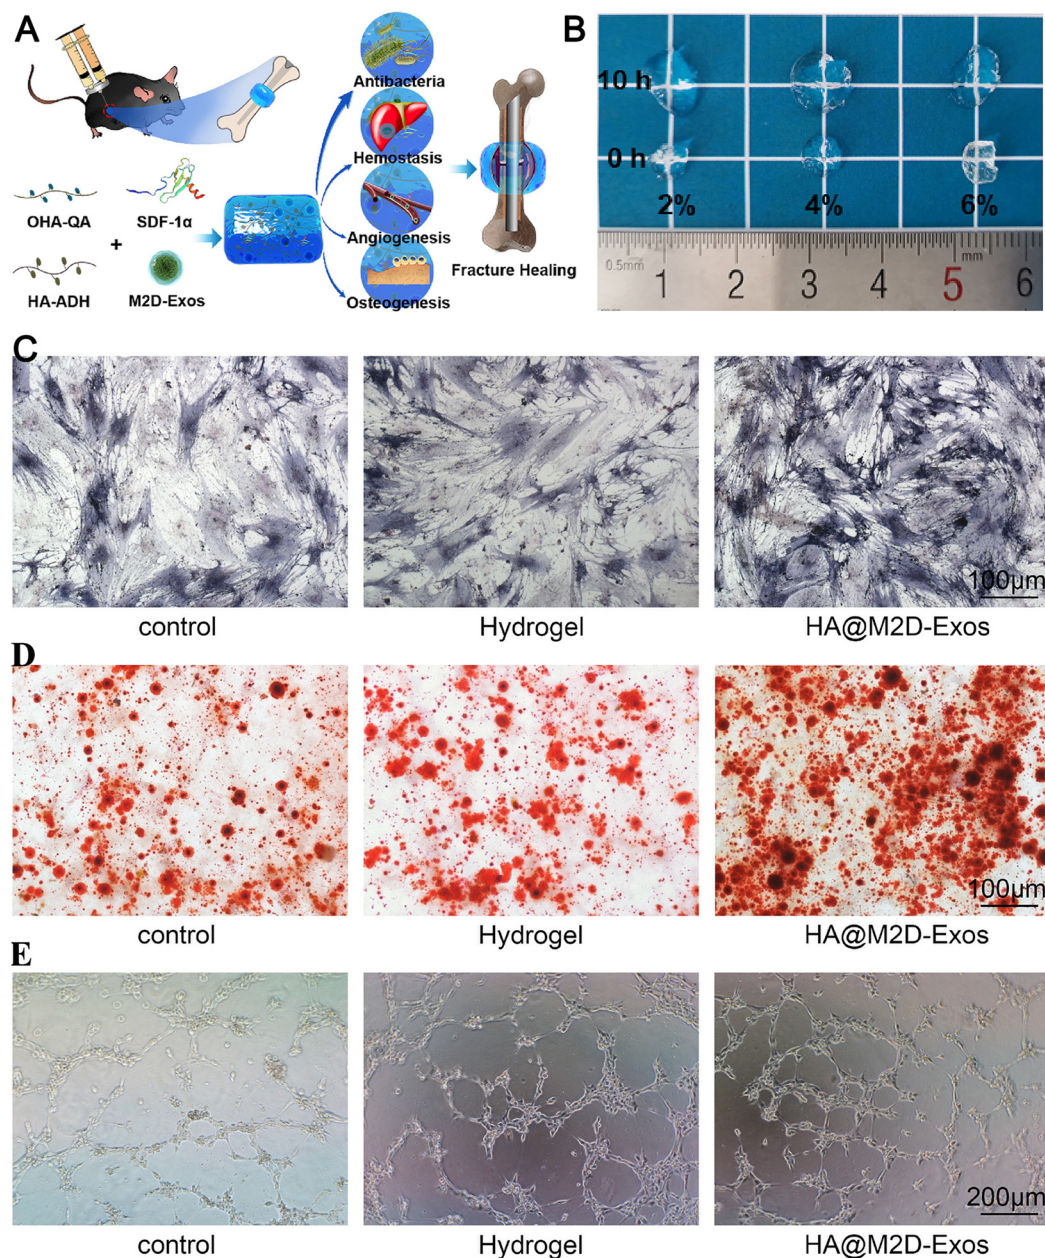 A
Antibacteria
Hemostasis
Angiogenesis
Osteogenesis
Fracture Healing
OHA-QA
SDF-1α
+
HA-ADH
M2D-Exos
B
10 h
0 h
2%
4%
6%
0.5mm
mm
1 2 3 4 5 6
C
100μm
control
Hydrogel
HA@M2D-Exos
D
100μm
control
Hydrogel
HA@M2D-Exos
E
200μm
control
Hydrogel
HA@M2D-Exos